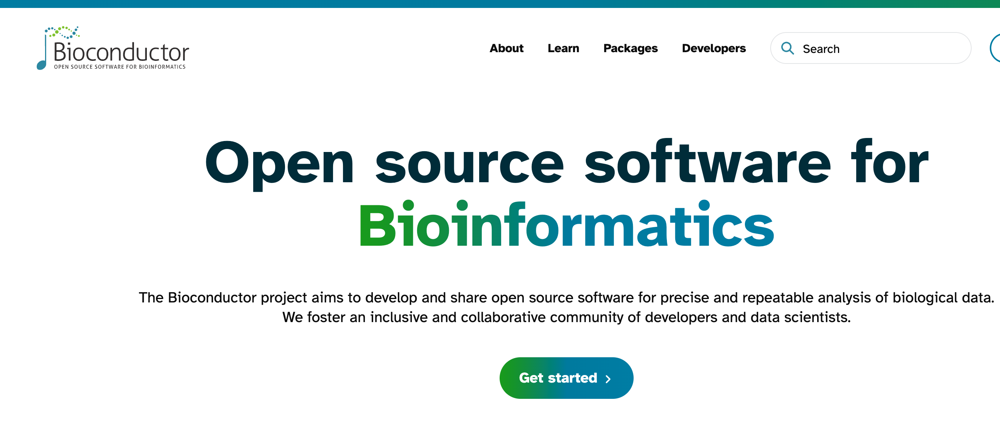 Bioconductor
OPEN SOURCE SOFTWARE FOR BIOINFORMATICS
About Learn Packages Developers Search
Open source software for
Bioinformatics
The Bioconductor project aims to develop and share open source software for precise and repeatable analysis of biological data.
We foster an inclusive and collaborative community of developers and data scientists.
Get started